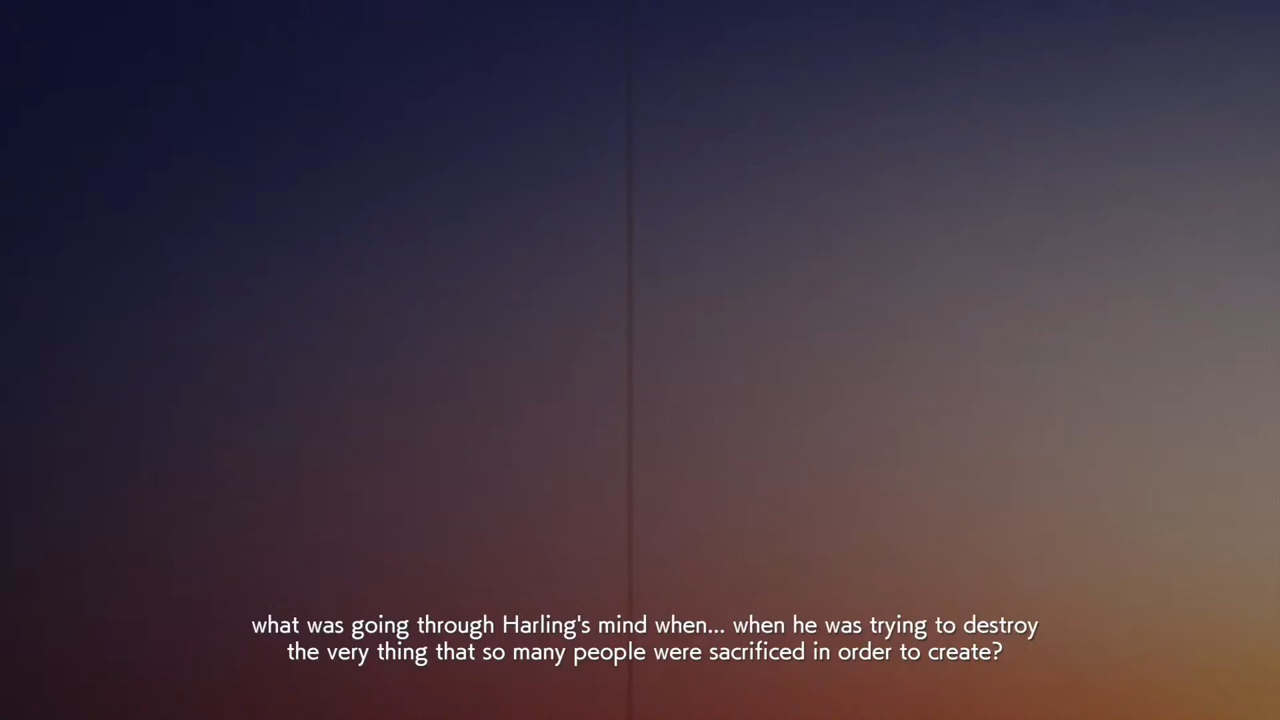 what was going through Harling's mind when... when he was trying to destroy
the very thing that so many people were sacrificed in order to create?